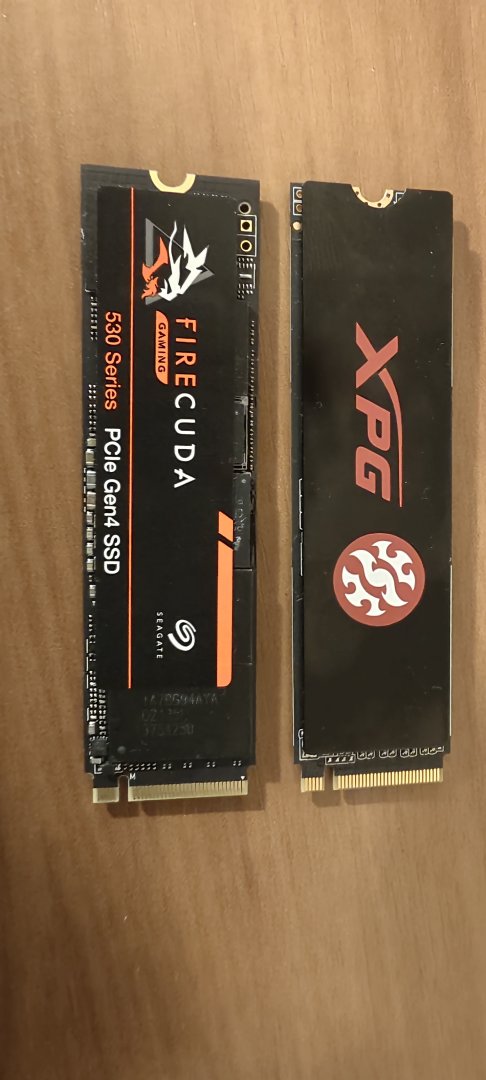 FIRECUDA
GAMING
530 Series PCIe Gen4 SSD
SEAGATE
M
XPG